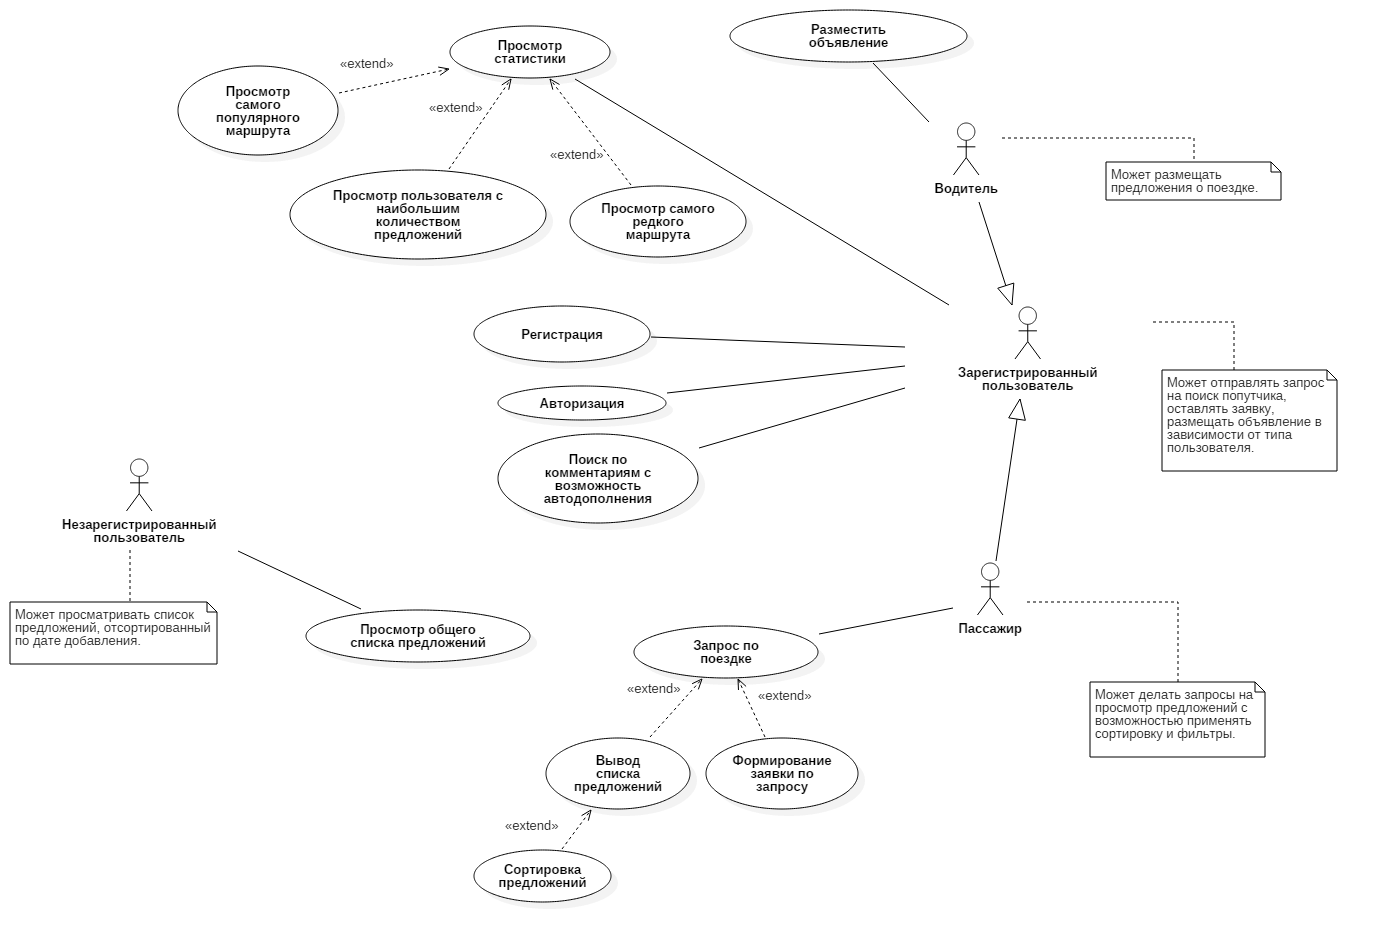 Разместить
объявление
Просмотр
статистики
«extend»
Просмотр
самого
популярного
маршрута
«extend»
«extend»
Водитель
Может размещать
предложения о поездке.
Просмотр пользователя с
наибольшим
количеством
предложений
Просмотр самого
редкого
маршрута
Регистрация
Зарегистрированный
пользователь
Может отправлять запрос
на поиск попутчика,
оставлять заявку,
размещать объявление в
зависимости от типа
пользователя.
Авторизация
Поиск по
комментариям с
возможность
автодополнения
Незарегистрированный
пользователь
Может просматривать список
предложений, отсортированный
по дате добавления.
Просмотр общего
списка предложений
Пассажир
Запрос по
поездке
«extend»
«extend»
Может делать запросы на
просмотр предложений с
возможностью применять
сортировку и фильтры.
Вывод
списка
предложений
Формирование
заявки по
запросу
«extend»
Сортировка
предложений